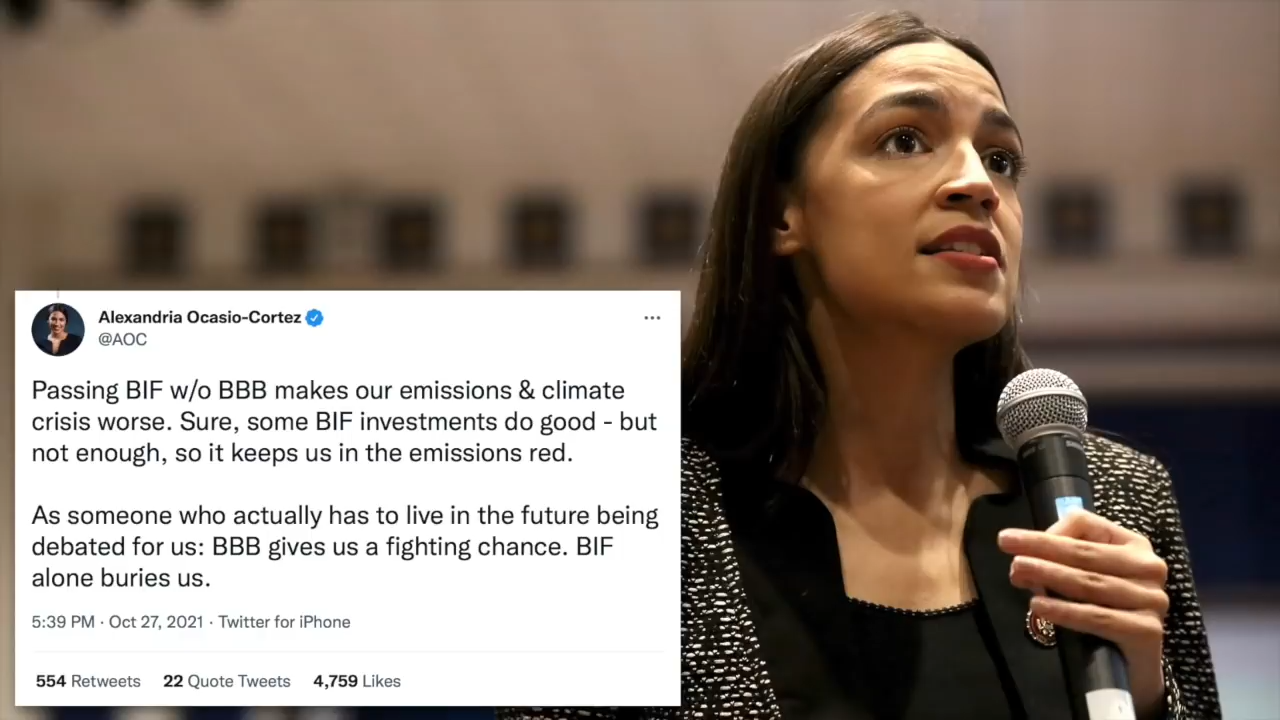 Alexandria Ocasio-Cortez
@AOC
Passing BIF w/o BBB makes our emissions & climate
crisis worse. Sure, some BIF investments do good - but
not enough, so it keeps us in the emissions red.
As someone who actually has to live in the future being
debated for us: BBB gives us a fighting chance. BIF
alone buries us.
5:39 PM · Oct 27, 2021 · Twitter for iPhone
554 Retweets 22 Quote Tweets 4,759 Likes